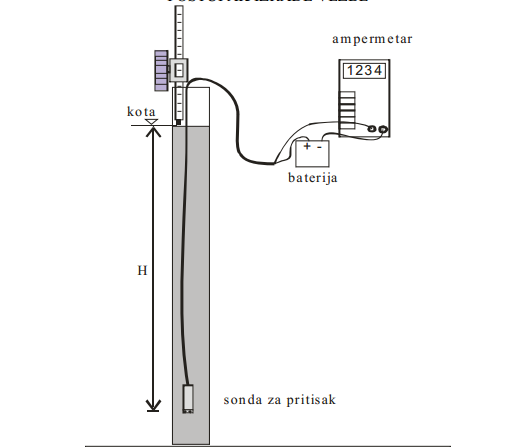 ampermetar
1234
kota
+ -
baterija
H
sonda za pritisak